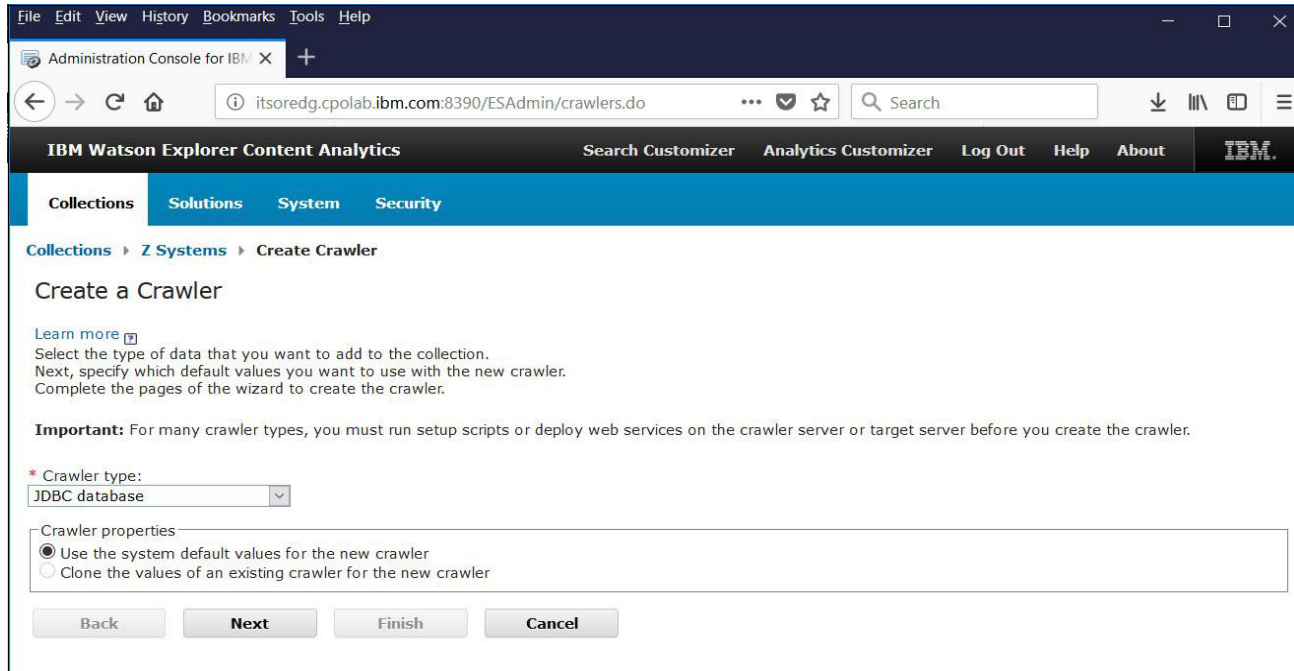 File Edit View History Bookmarks Tools Help
Administration Console for IBM
itsoredg.cpolab.ibm.com:8390/ESAdmin/crawlers.do
Search
IBM Watson Explorer Content Analytics Search Customizer Analytics Customizer Log Out Help About IBM.
Collections Solutions System Security
Collections Z Systems Create Crawler
Create a Crawler
Learn more ?
Select the type of data that you want to add to the collection.
Next, specify which default values you want to use with the new crawler.
Complete the pages of the wizard to create the crawler.
Important: For many crawler types, you must run setup scripts or deploy web services on the crawler server or target server before you create the crawler.
* Crawler type:
JDBC database
Crawler properties
Use the system default values for the new crawler
Clone the values of an existing crawler for the new crawler
Back Next Finish Cancel